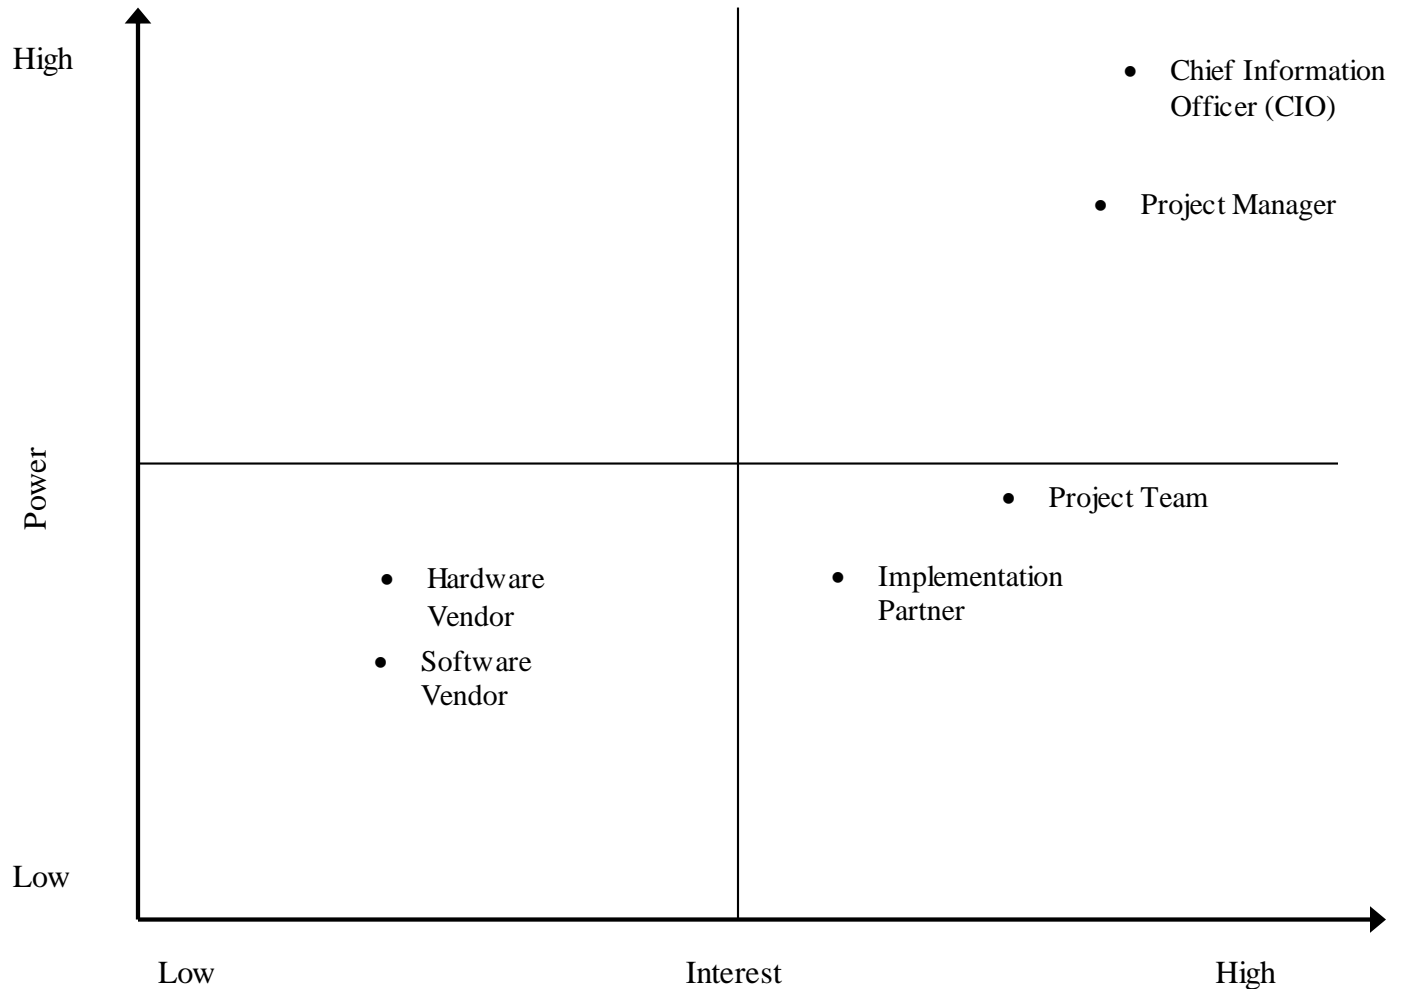 High
Chief Information
Officer (CIO)
Project Manager
Power
Project Team
Hardware
Vendor
Implementation
Partner
Software
Vendor
Low
Low
Interest
High